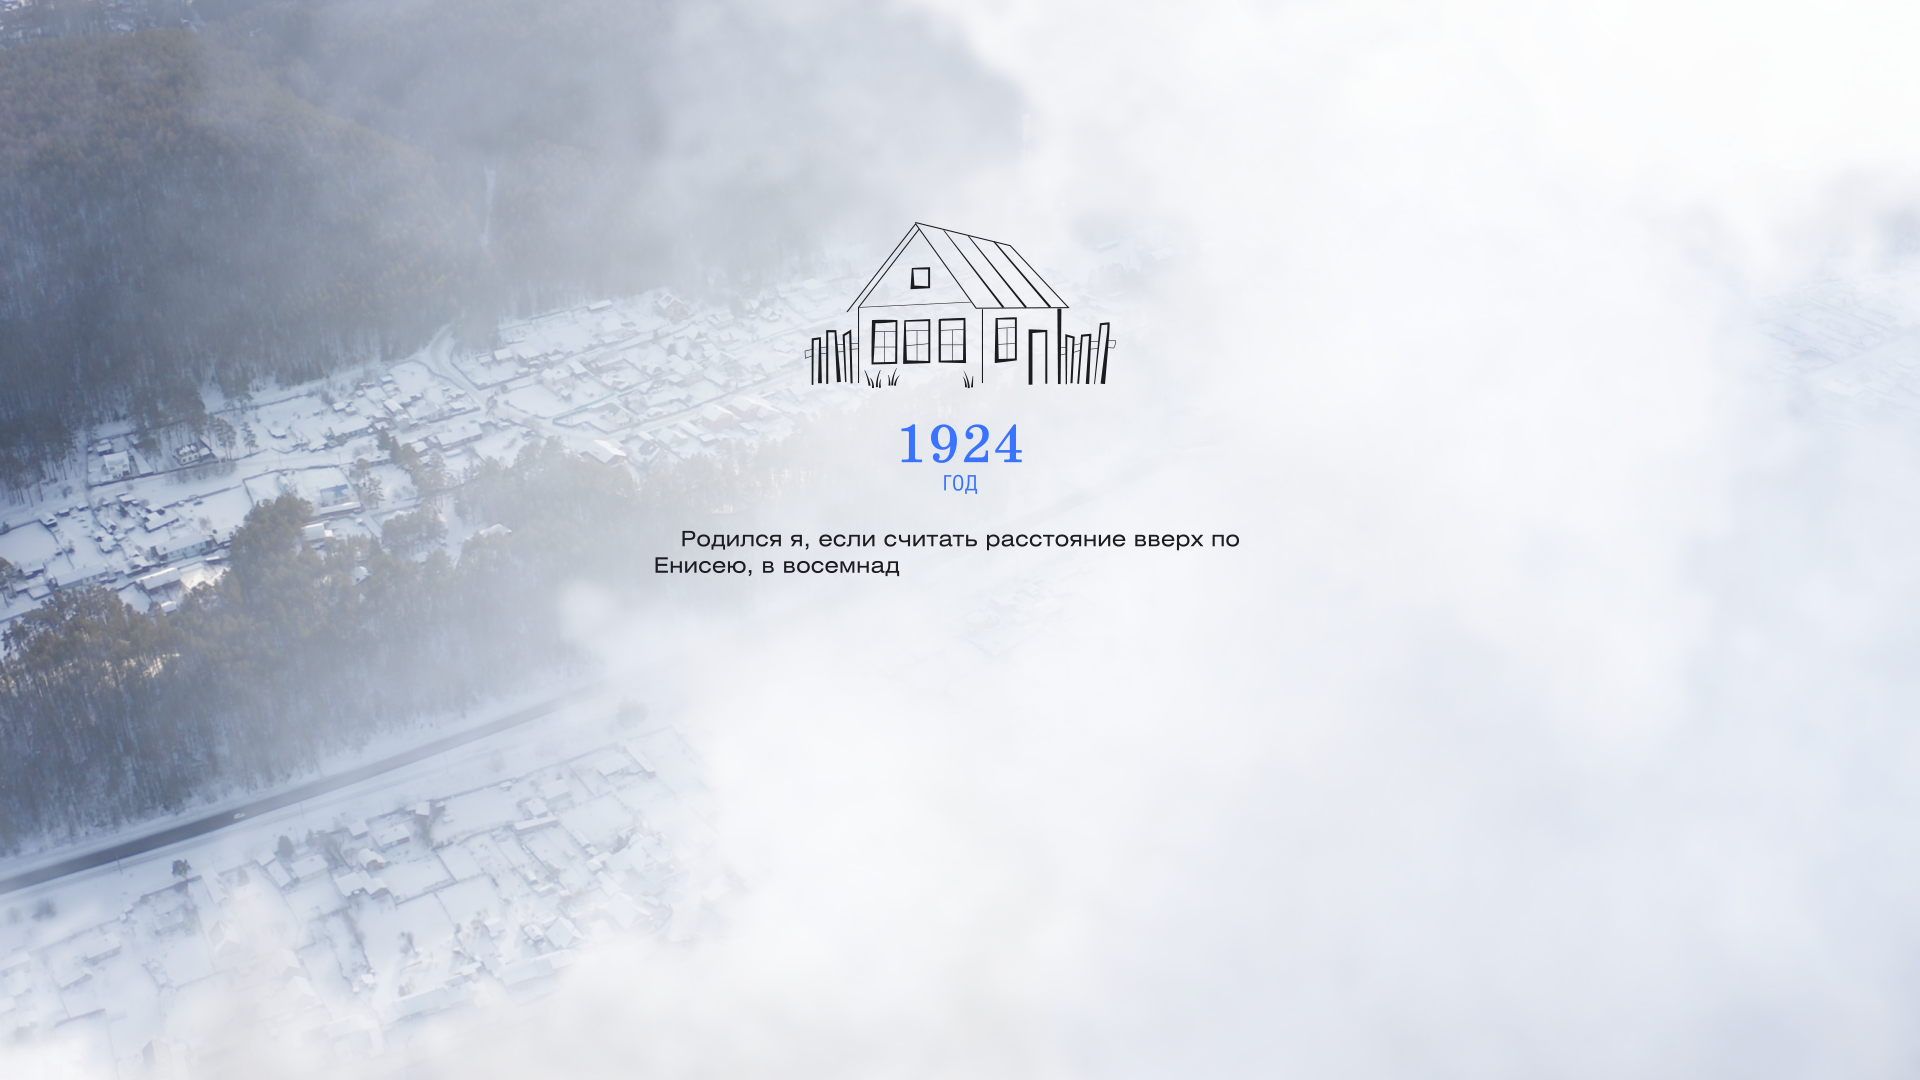 1924
ГОД
Родился я, если считать расстояние вверх по
Енисею, в восемнад